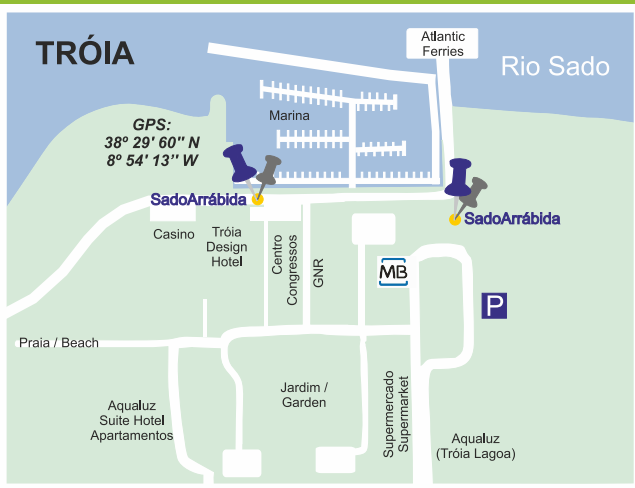 TRÓIA
Atlantic
Ferries
Rio Sado
Marina
GPS:
38º 29' 60'' N
8º 54' 13'' W
SadoArrábida
SadoArrábida
Casino
Tróia
Design
Hotel
Centro
Congressos
GNR
MB
P
Praia / Beach
Jardim /
Garden
Aqualuz
Suite Hotel
Apartamentos
Supermercado
Supermarket
Aqualuz
(Tróia Lagoa)